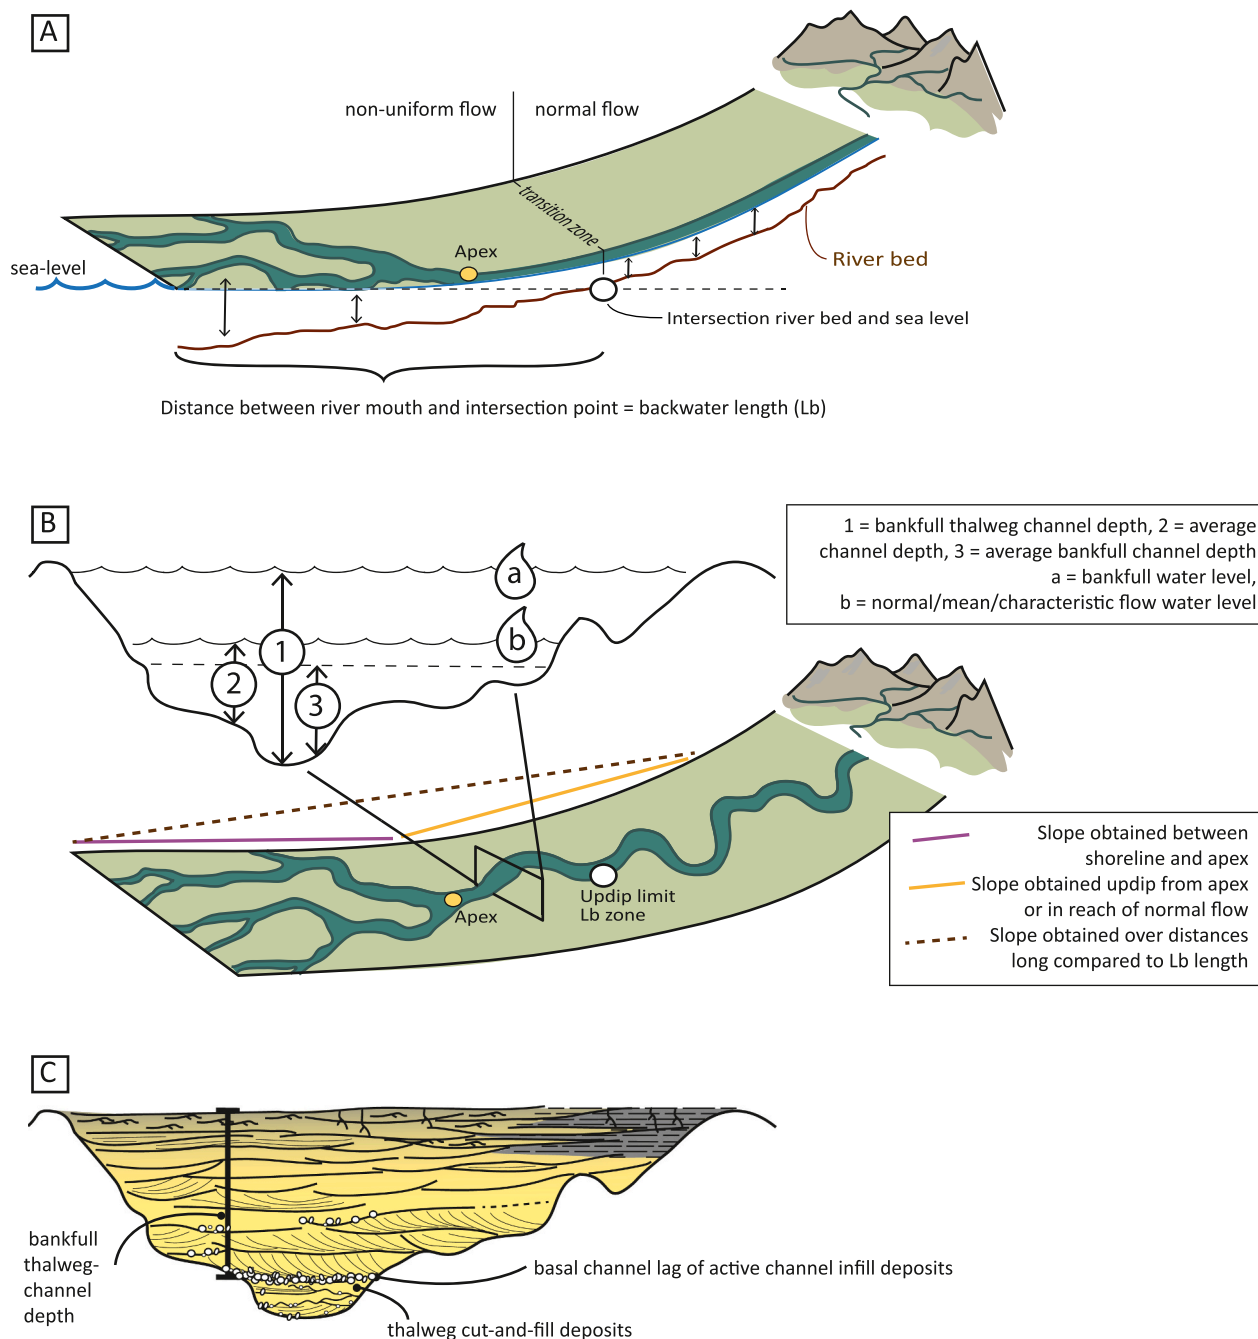 A
non-uniform flow
normal flow
transition zone
Apex
sea-level
River bed
Intersection river bed and sea level
Distance between river mouth and intersection point = backwater length (Lb)
B
1 = bankfull thalweg channel depth, 2 = average
channel depth, 3 = average bankfull channel depth
a = bankfull water level,
b = normal/mean/characteristic flow water level
a
b
1
2
3
Apex
Updip limit
Lb zone
Slope obtained between
shoreline and apex
Slope obtained updip from apex
or in reach of normal flow
Slope obtained over distances
long compared to Lb length
C
bankfull
thalweg-
channel
depth
basal channel lag of active channel infill deposits
thalweg cut-and-fill deposits